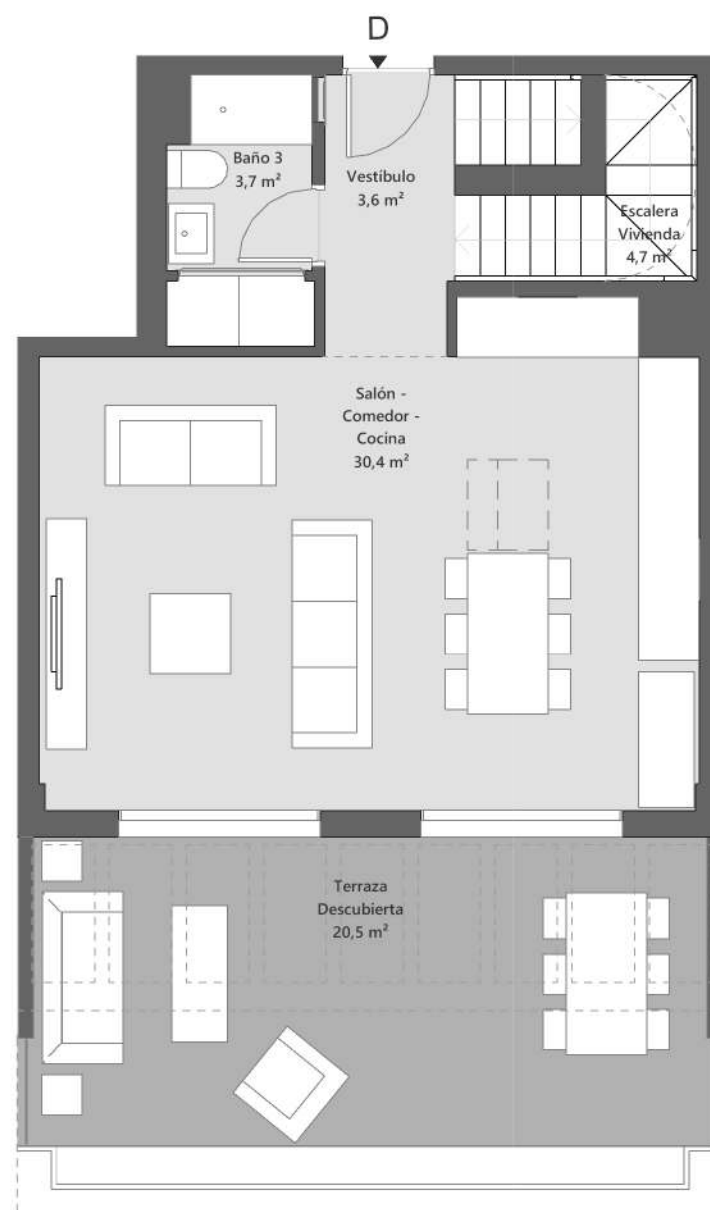 D
Baño 3
3,7 m²
Vestíbulo
3,6 m²
Escalera
Vivienda
4,7 m²
Salón -
Comedor -
Cocina
30,4 m²
Terraza
Descubierta
20,5 m²